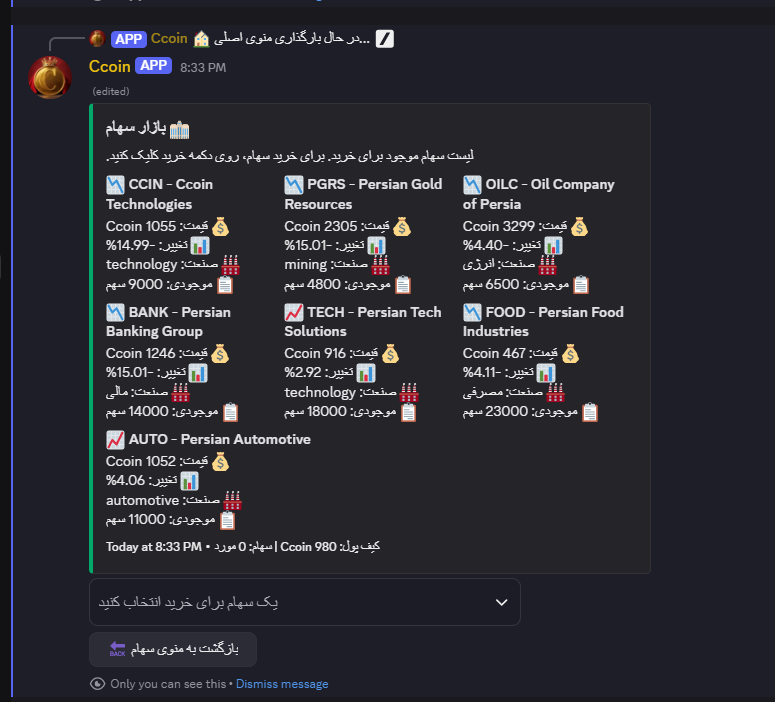 در حال بارگذاری منوی اصلی... Ccoin APP
Ccoin APP 8:33 PM
(edited)
بازار سهام
لیست سهام موجود برای خرید. برای خرید سهام، روی دکمه خرید کلیک کنید.
CCIN - Ccoin Technologies
قیمت: 1055 Ccoin
تغییر: -14.99%
صنعت: technology
موجودی: 9000 سهم
PGRS - Persian Gold Resources
قیمت: 2305 Ccoin
تغییر: -15.01%
صنعت: mining
موجودی: 4800 سهم
OILC - Oil Company of Persia
قیمت: 3299 Ccoin
تغییر: -4.40%
صنعت: انرژی
موجودی: 6500 سهم
BANK - Persian Banking Group
قیمت: 1246 Ccoin
تغییر: -15.01%
صنعت: مالی
موجودی: 14000 سهم
TECH - Persian Tech Solutions
قیمت: 916 Ccoin
تغییر: 2.92%
صنعت: technology
موجودی: 18000 سهم
FOOD - Persian Food Industries
قیمت: 467 Ccoin
تغییر: -4.11%
صنعت: مصرفی
موجودی: 23000 سهم
AUTO - Persian Automotive
قیمت: 1052 Ccoin
تغییر: 4.06%
صنعت: automotive
موجودی: 11000 سهم
کیف پول: 980 Ccoin | سهام: 0 مورد • Today at 8:33 PM
یک سهام برای خرید انتخاب کنید
بازگشت به منوی سهام BACK
Only you can see this • Dismiss message